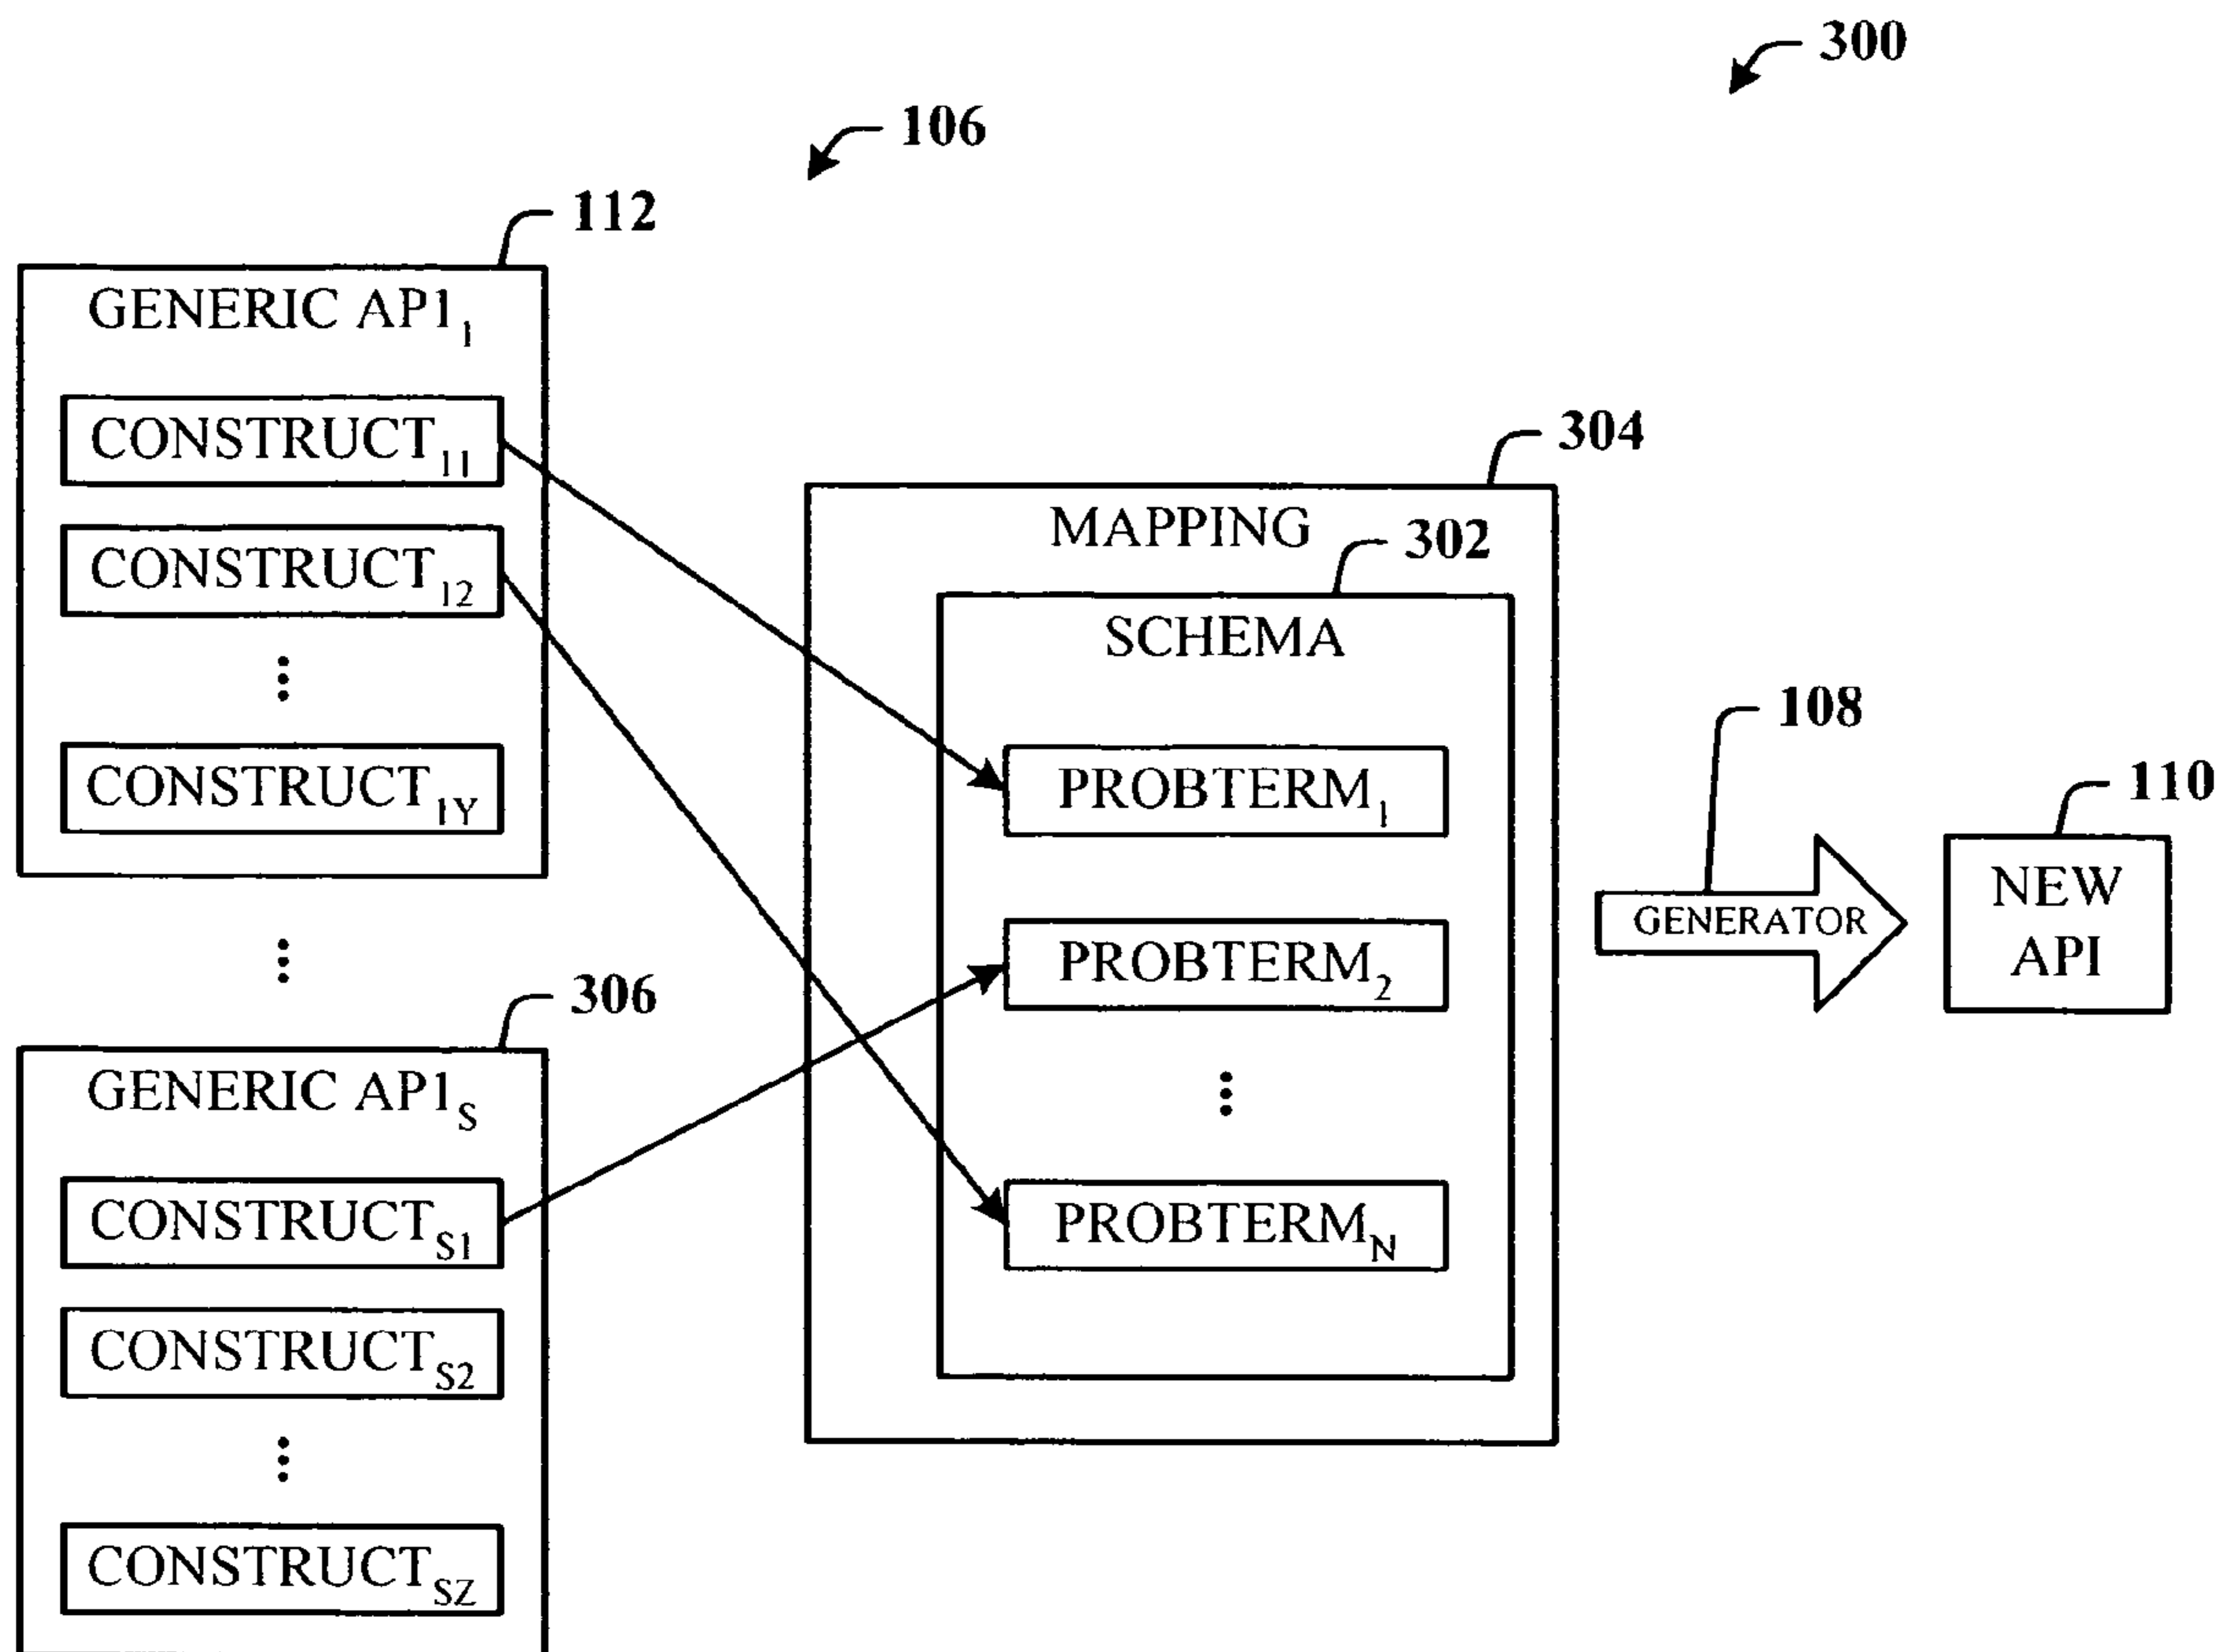 300
106
112
GENERIC AP1₁
CONSTRUCT₁₁
CONSTRUCT₁₂
CONSTRUCT₁Y
306
GENERIC AP1S
CONSTRUCTS1
CONSTRUCTS2
CONSTRUCTSZ
304
MAPPING
302
SCHEMA
PROBTERM₁
PROBTERM₂
PROBTERMN
108
GENERATOR
110
NEW
API